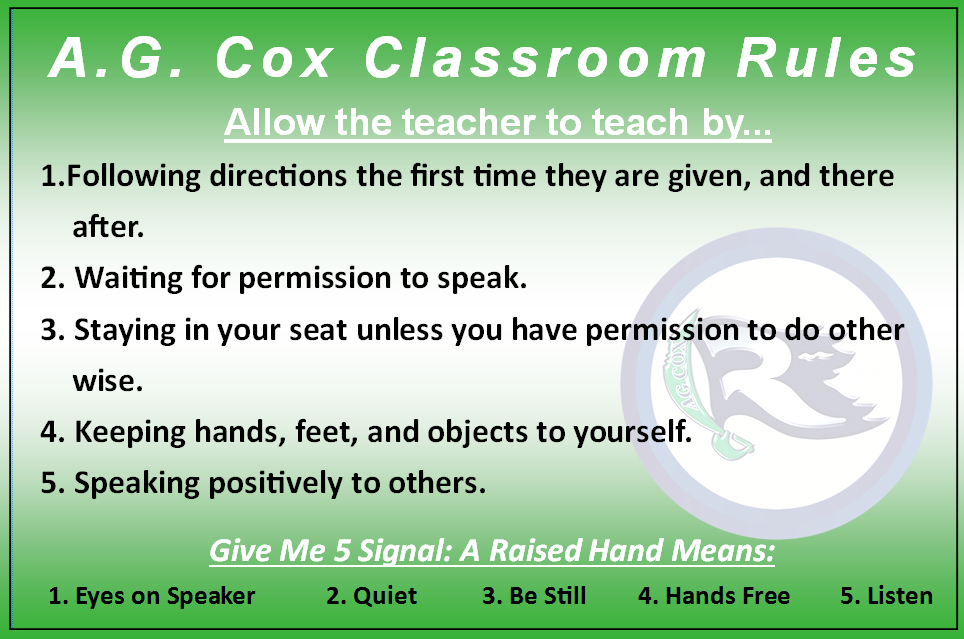 A.G. Cox Classroom Rules
Allow the teacher to teach by...
1.Following directions the first time they are given, and there
after.
2. Waiting for permission to speak.
3. Staying in your seat unless you have permission to do other
wise.
4. Keeping hands, feet, and objects to yourself.
5. Speaking positively to others.
A.G. COX
Give Me 5 Signal: A Raised Hand Means:
1. Eyes on Speaker 2. Quiet 3. Be Still 4. Hands Free 5. Listen